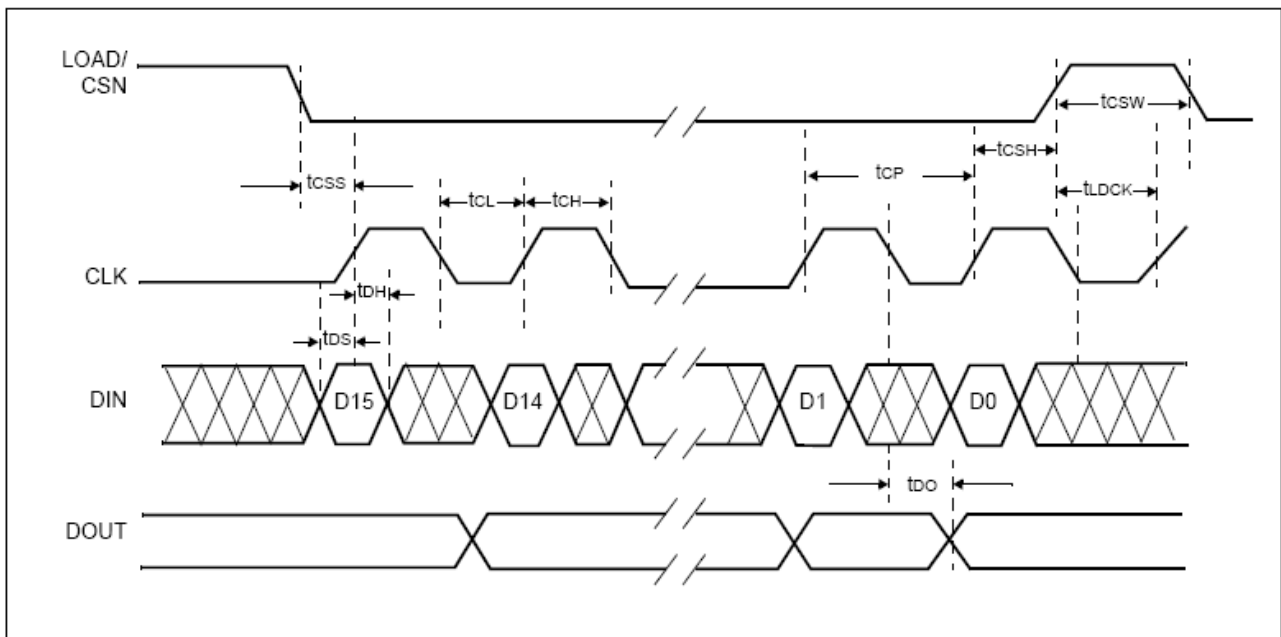 LOAD/
CSN
tCSW
tCSH
tCP
tCSS
tLDCK
tCL
tCH
CLK
tDH
tDS
DIN
D15
D14
D1
D0
tDO
DOUT